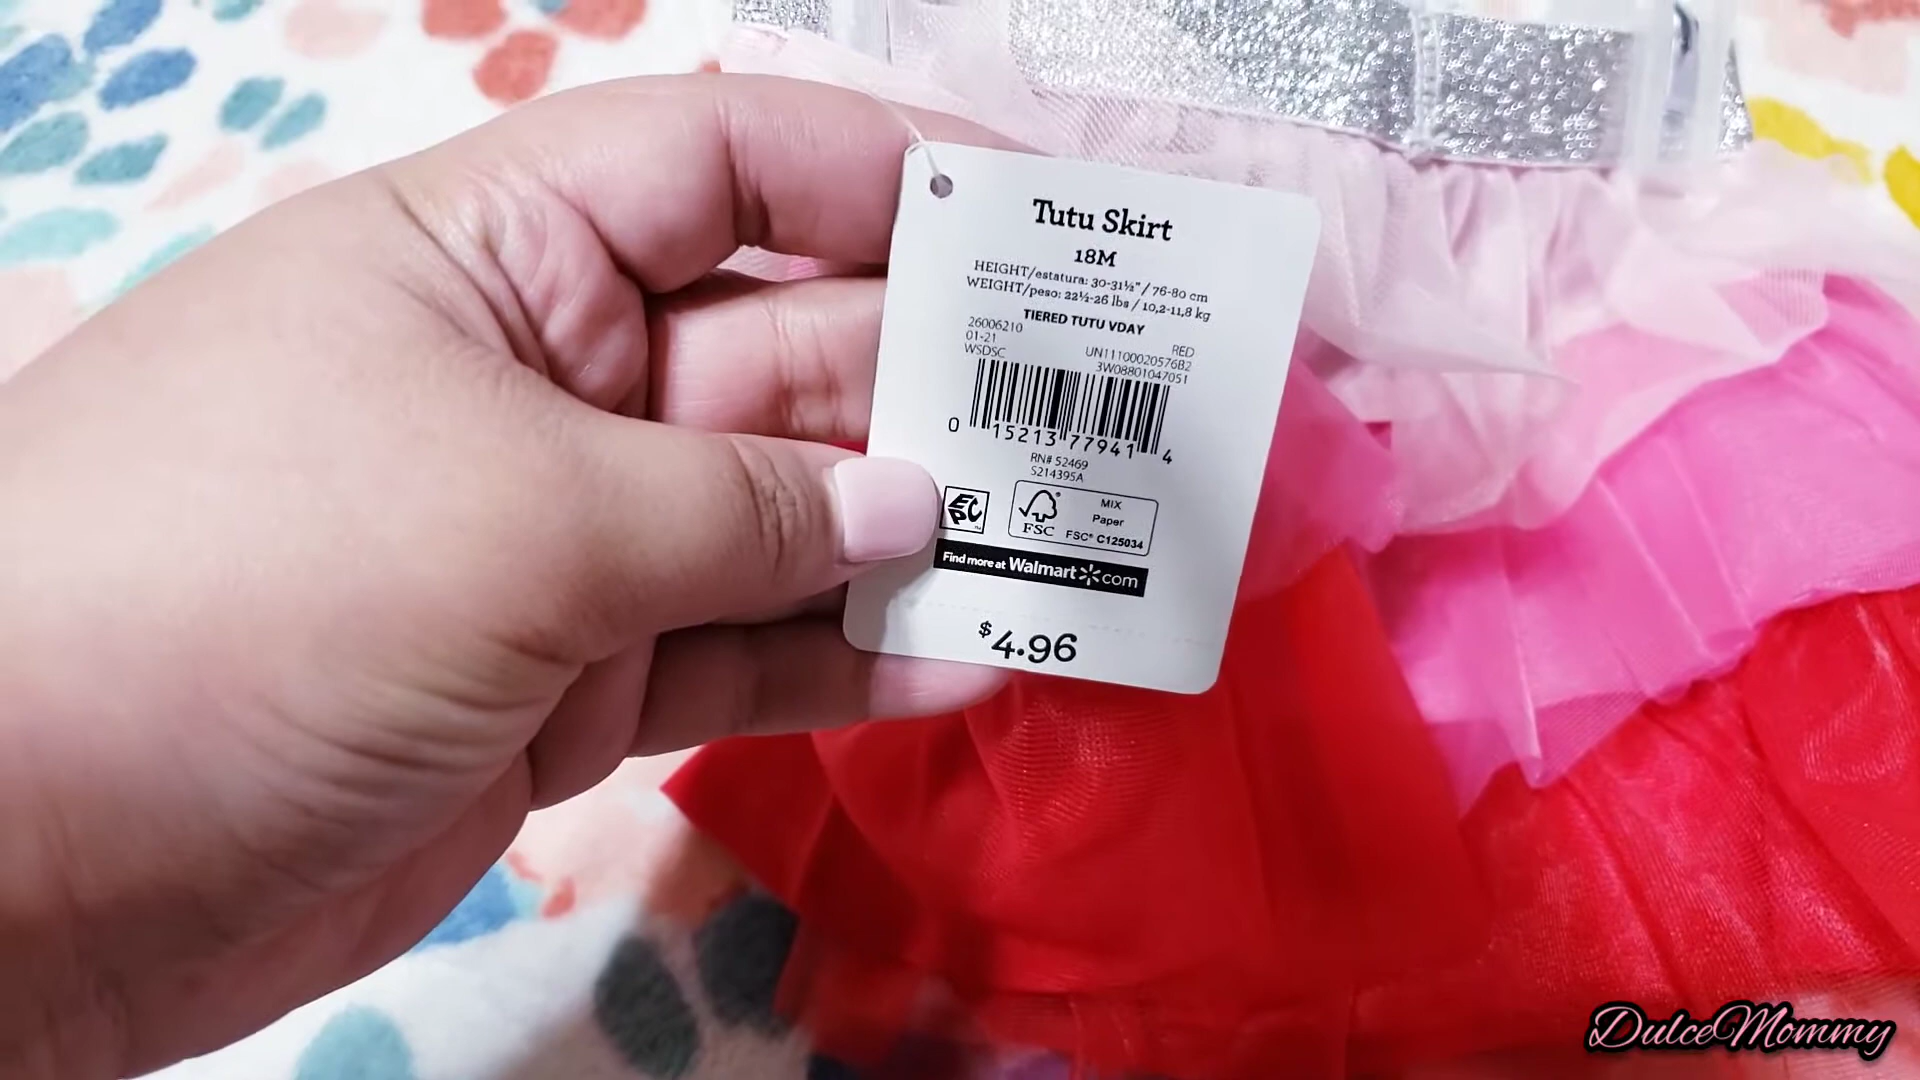 Tutu Skirt
18M
HEIGHT/estatura: 30-31½" / 76-80 cm
WEIGHT/peso: 22½-26 lbs / 10,2-11,8 kg
TIERED TUTU VDAY
26006210
01-21 RED
WSDSC UN11100020576B2
3W08801047051
0 15213 77941 4
RN# 52469
S214395A
EPC
FSC® MIX
Paper
FSC® C125034
Find more at Walmart com
$4.96
DulceMommy